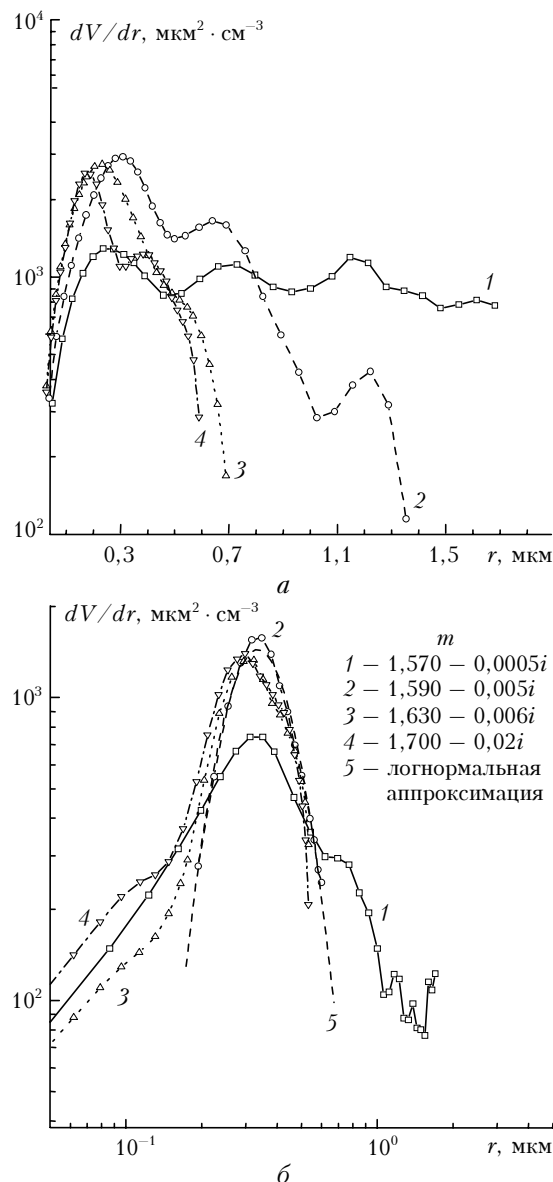 10⁴
dV/dr, мкм² · см⁻³
10³
1
4
3
2
10²
0,3 0,7 1,1 1,5 r, мкм
а
dV/dr, мкм² · см⁻³
2
m
1 – 1,570 – 0,0005i
10³
2 – 1,590 – 0,005i
3 – 1,630 – 0,006i
4 – 1,700 – 0,02i
5 – логнормальная
аппроксимация
4
1
3
10²
5
10⁻¹ 10⁰ r, мкм
б